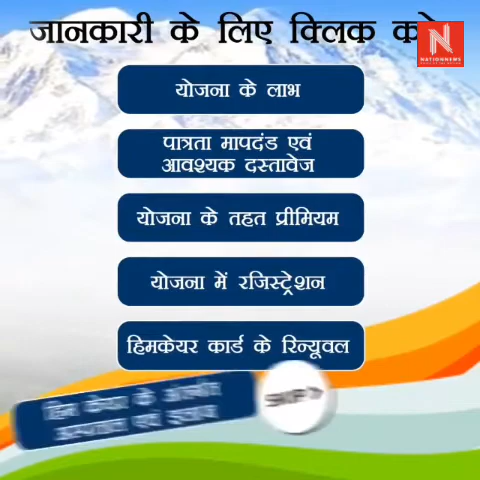 जानकारी के लिए क्लिक करें
NATIONNEWS
योजना के लाभ
पात्रता मापदंड एवं
आवश्यक दस्तावेज
योजना के तहत प्रीमियम
योजना में रजिस्ट्रेशन
हिमकेयर कार्ड के रिन्यूवल
SKIP